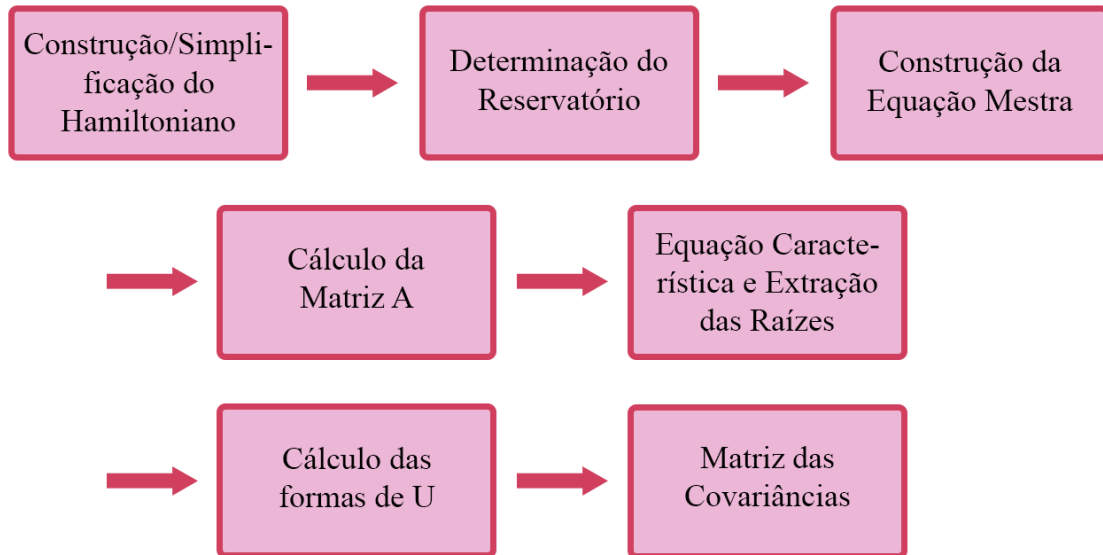 Construção/Simpli-
ficação do
Hamiltoniano
Determinação do
Reservatório
Construção da
Equação Mestra
Cálculo da
Matriz A
Equação Caracte-
rística e Extração
das Raízes
Cálculo das
formas de U
Matriz das
Covariâncias